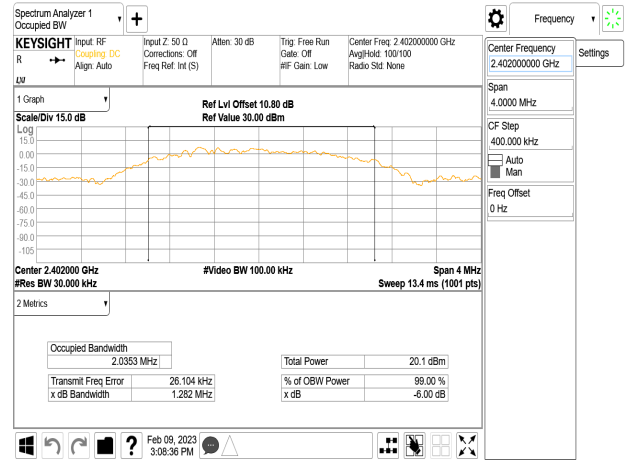 Spectrum Analyzer 1
Occupied BW
Frequency
KEYSIGHT
R
Input: RF
Coupling: DC
Align: Auto
Input Z: 50 Ω
Corrections: Off
Freq Ref: Int (S)
Atten: 30 dB
Trig: Free Run
Gate: Off
#IF Gain: Low
Center Freq: 2.402000000 GHz
Avg|Hold: 100/100
Radio Std: None
Center Frequency
2.402000000 GHz
Settings
Span
4.0000 MHz
CF Step
400.000 kHz
Auto
Man
Freq Offset
0 Hz
1 Graph
Scale/Div 15.0 dB
Ref Lvl Offset 10.80 dB
Ref Value 30.00 dBm
Log
15.0
0.00
-15.0
-30.0
-45.0
-60.0
-75.0
-90.0
-105
Center 2.402000 GHz
#Video BW 100.00 kHz
Span 4 MHz
#Res BW 30.000 kHz
Sweep 13.4 ms (1001 pts)
2 Metrics
Occupied Bandwidth
2.0353 MHz
Total Power 20.1 dBm
Transmit Freq Error 26.104 kHz
% of OBW Power 99.00 %
x dB Bandwidth 1.282 MHz
x dB -6.00 dB
?
Feb 09, 2023
3:08:36 PM